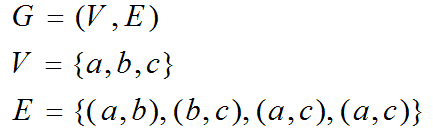 G = (V, E)
V = {a, b, c}
E = {(a, b), (b, c), (a, c), (a, c)}